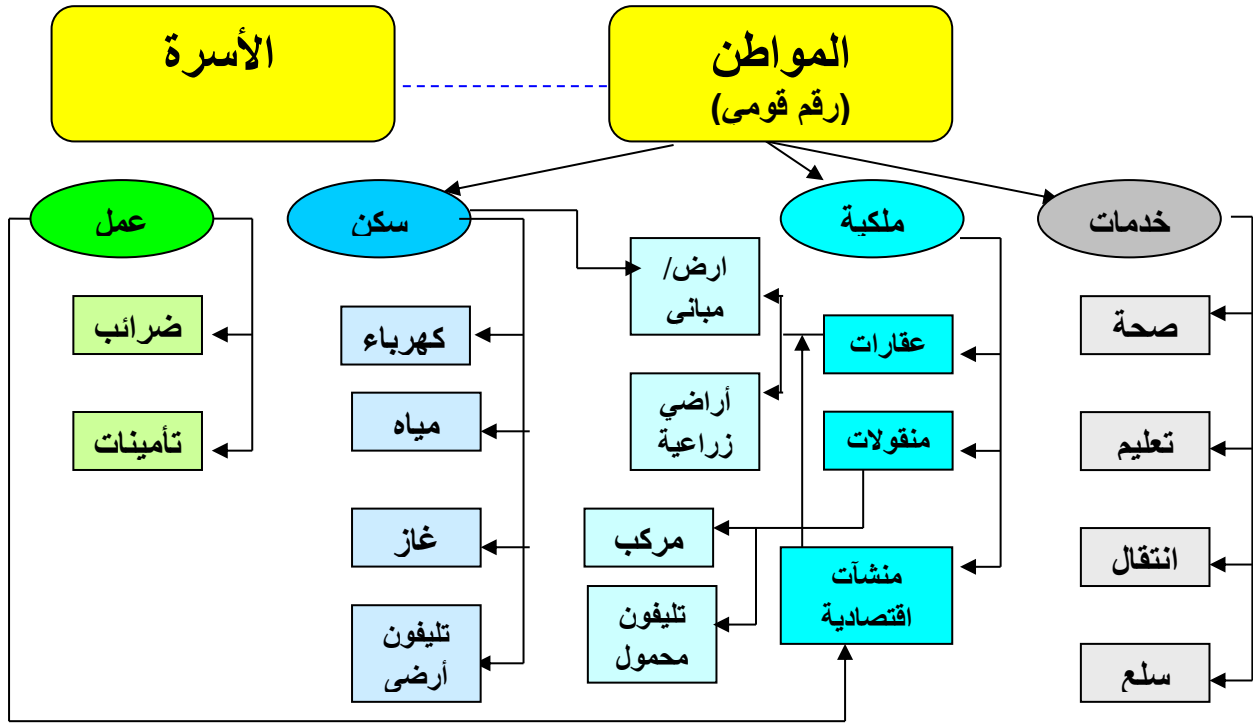 المواطن
(رقم قومي)
الأسرة
خدمات
ملكية
سكن
عمل
صحة
تعليم
انتقال
سلع
عقارات
منقولات
منشآت
اقتصادية
ارض/
مبانى
أراضي
زراعية
مركب
تليفون
محمول
كهرباء
مياه
غاز
تليفون
أرضى
ضرائب
تأمينات